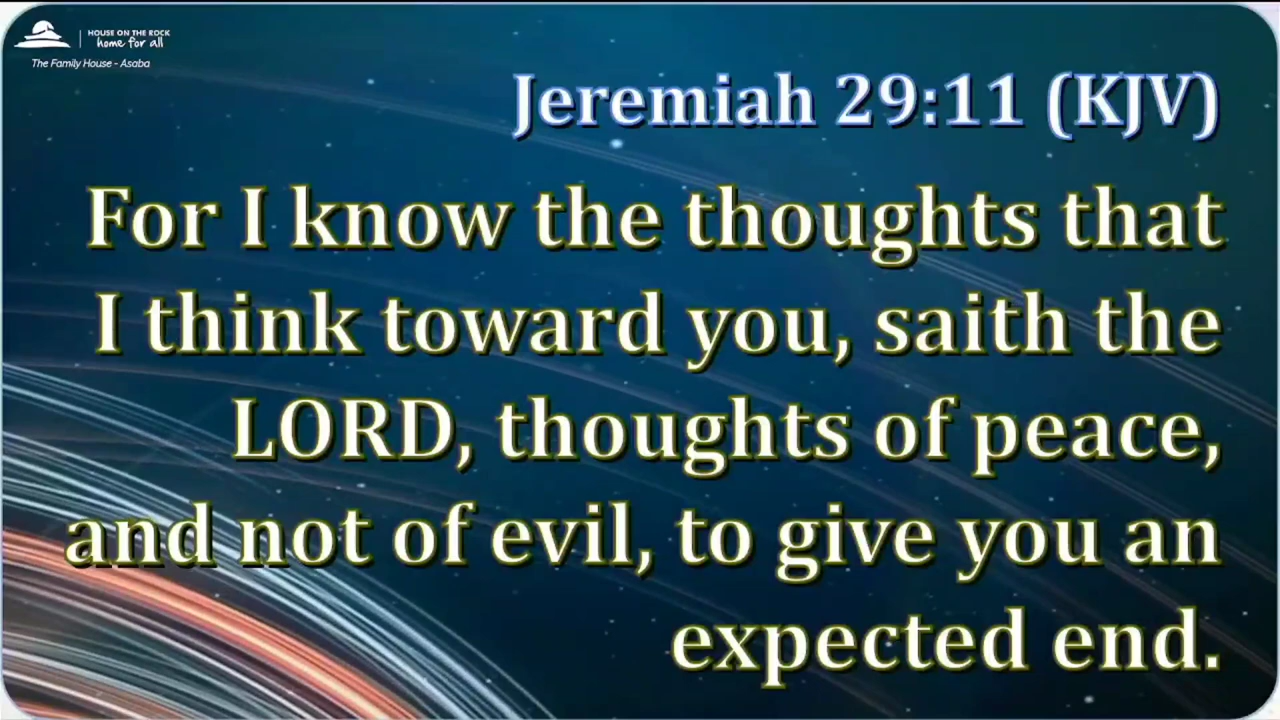 HOUSE ON THE ROCK
home for all
The Family House - Asaba
Jeremiah 29:11 (KJV)
For I know the thoughts that
I think toward you, saith the
LORD, thoughts of peace,
and not of evil, to give you an
expected end.